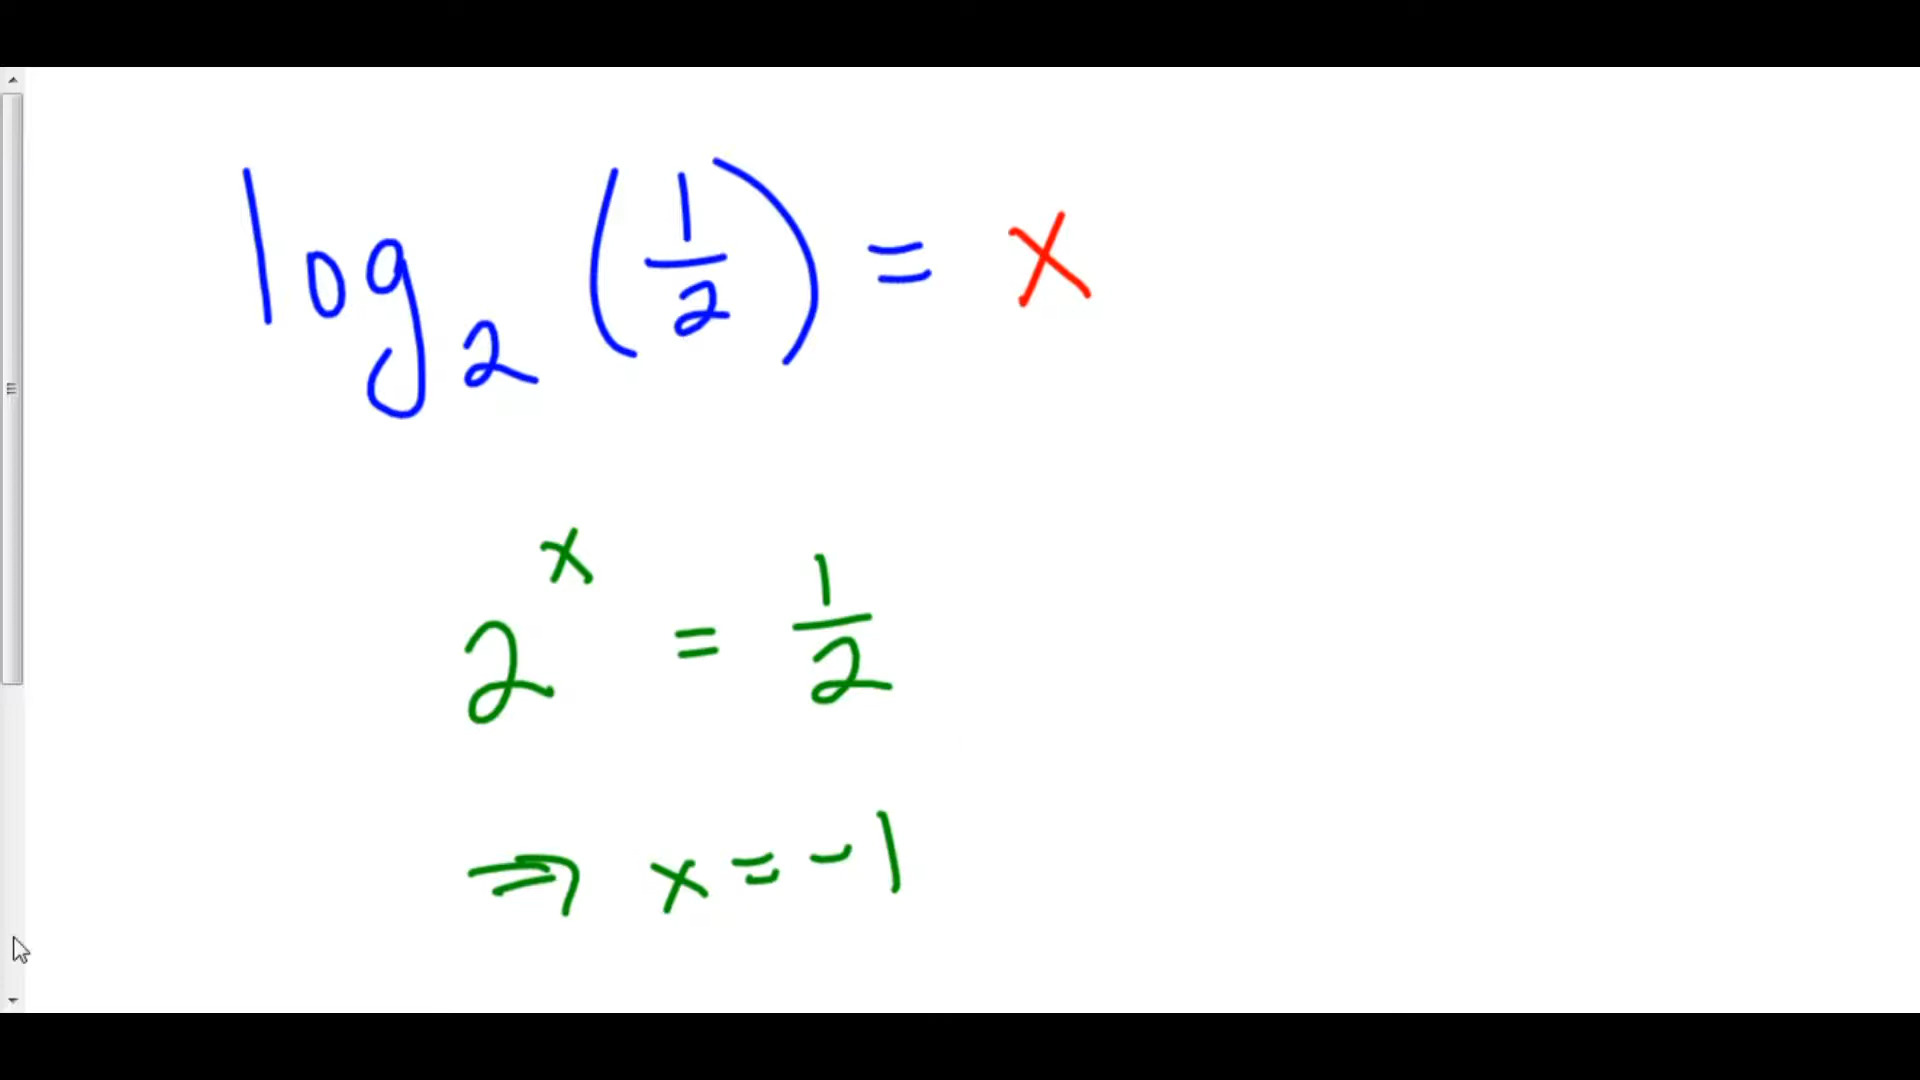 log₂ (1/2) = x
2ˣ = 1/2
⇒ x = -1